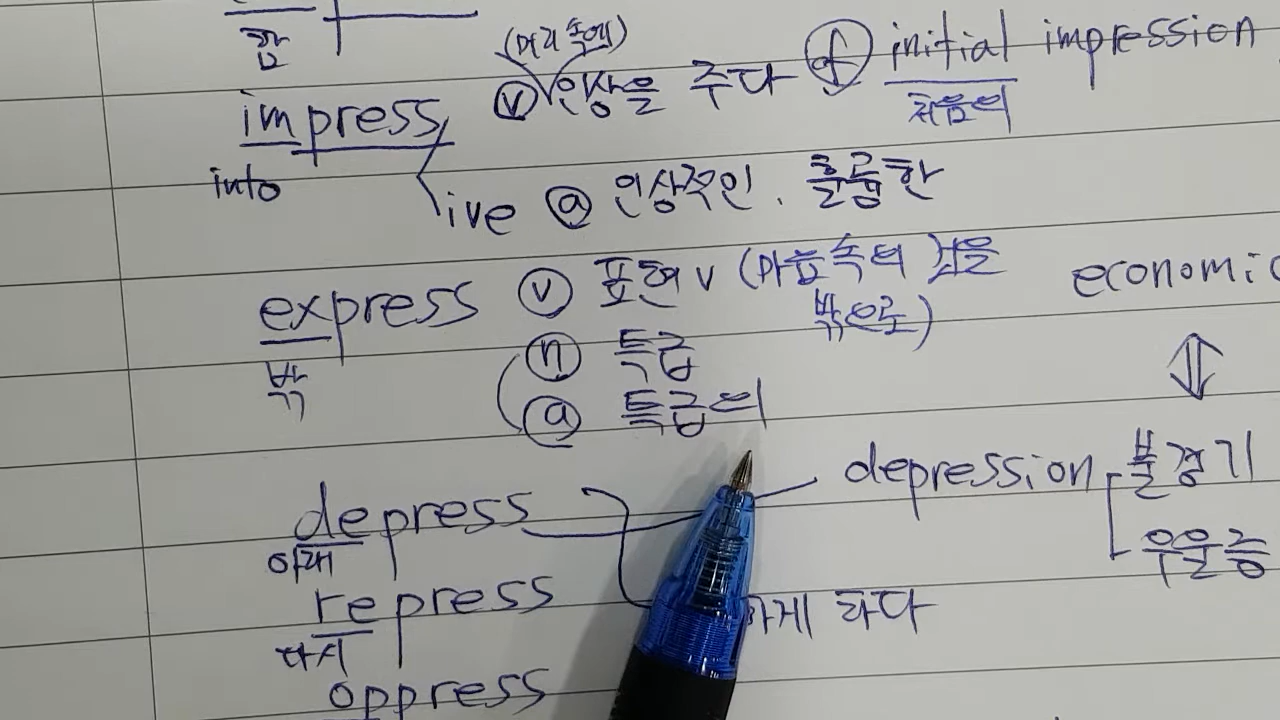 함
(머리 속에)
impress ⓥ 인상을 주다 cf initial impression
처음의
into
ive ⓐ 인상적인. 훌륭한
express ⓥ 표현v (마음속의 것을
밖으로) economic
밖
ⓝ 특급
ⓐ 특급의
depression 불경기
우울증
depress
아래
repress 하게 하다
다시
oppress